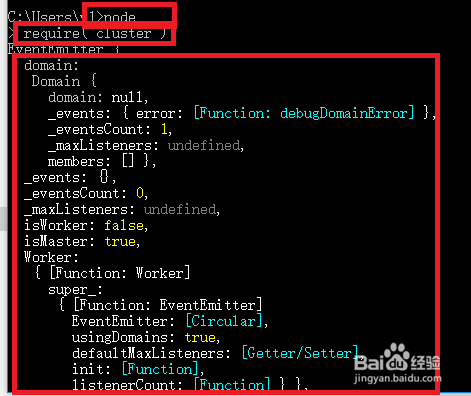 C:\Users\yl>node
> require('cluster')
EventEmitter {
domain:
Domain {
domain: null,
_events: { error: [Function: debugDomainError] },
_eventsCount: 1,
_maxListeners: undefined,
members: [] },
_events: {},
_eventsCount: 0,
_maxListeners: undefined,
isWorker: false,
isMaster: true,
Worker:
{ [Function: Worker]
super_:
{ [Function: EventEmitter]
EventEmitter: [Circular],
usingDomains: true,
defaultMaxListeners: [Getter/Setter],
init: [Function],
listenerCount: [Function] } },
Baidu 经验
jingyan.baidu.com